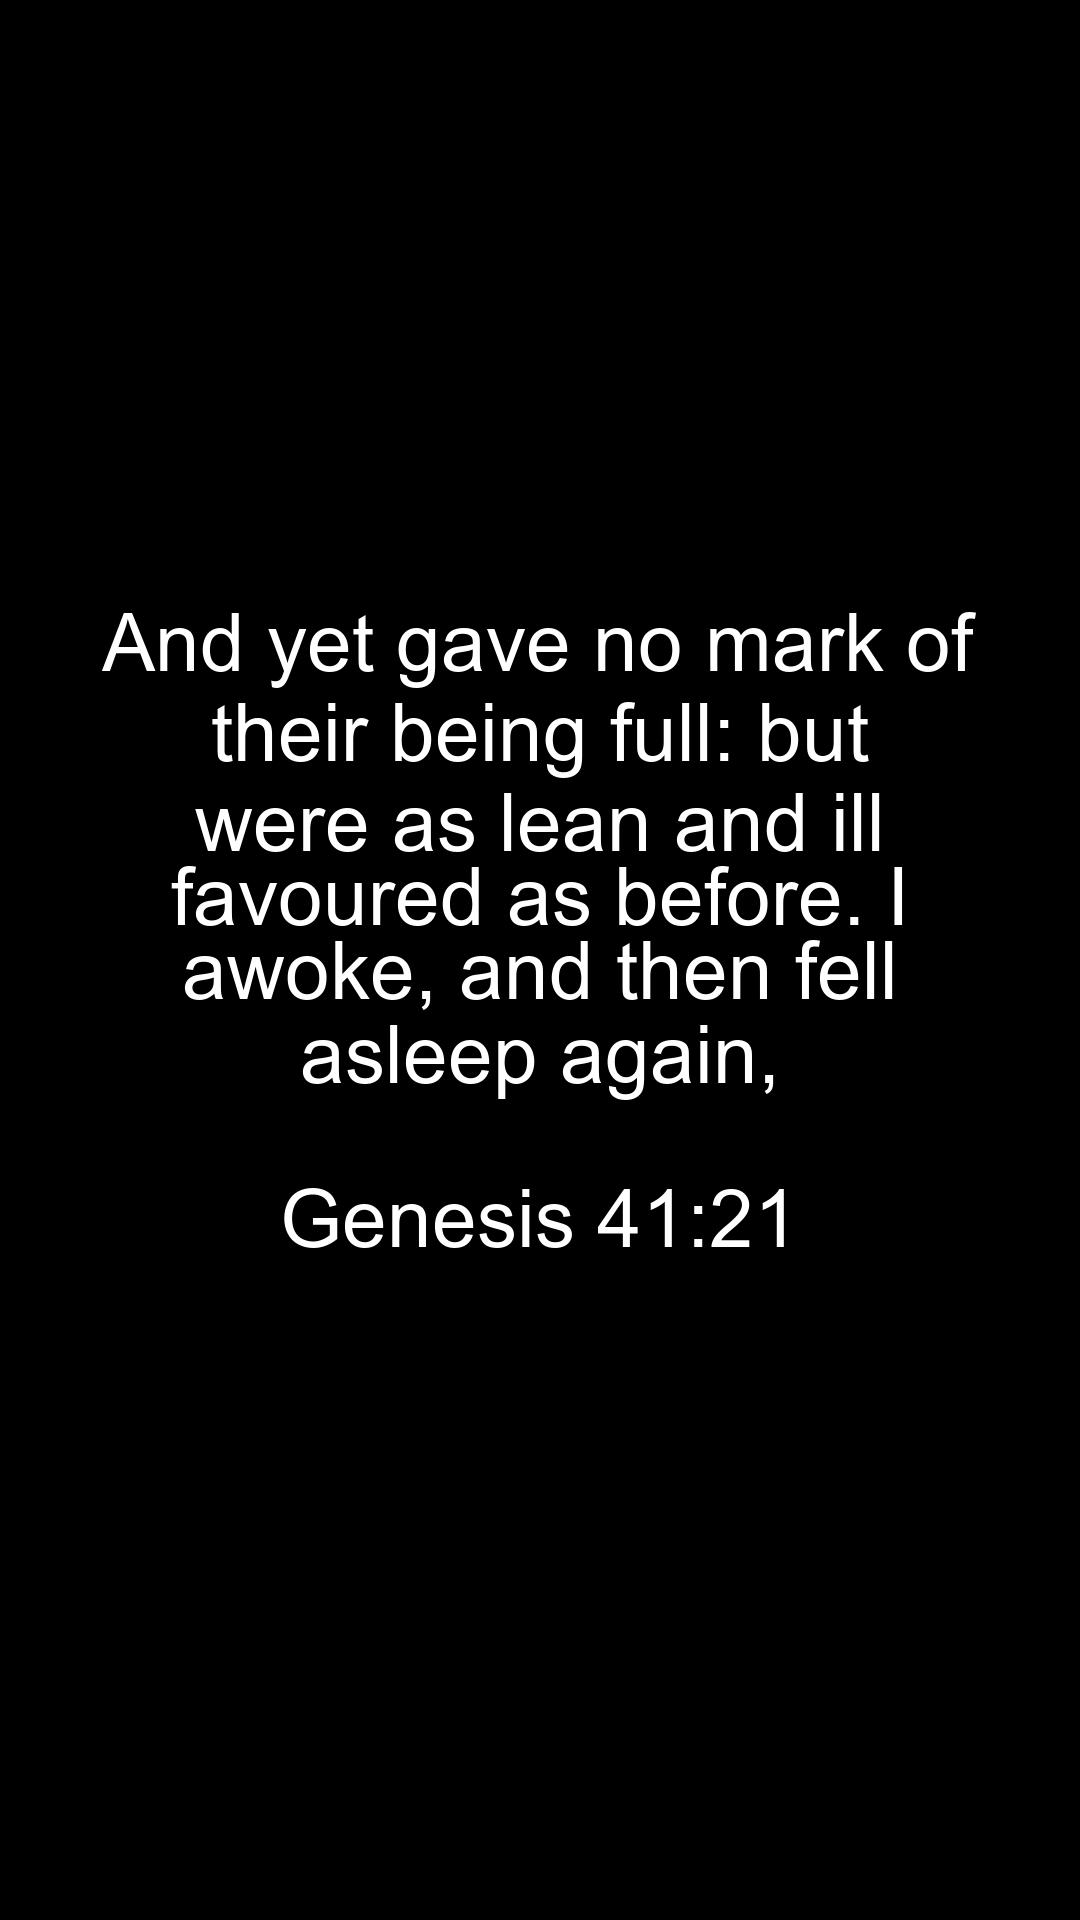 And yet gave no mark of
their being full: but
were as lean and ill
favoured as before. I
awoke, and then fell
asleep again,
Genesis 41:21